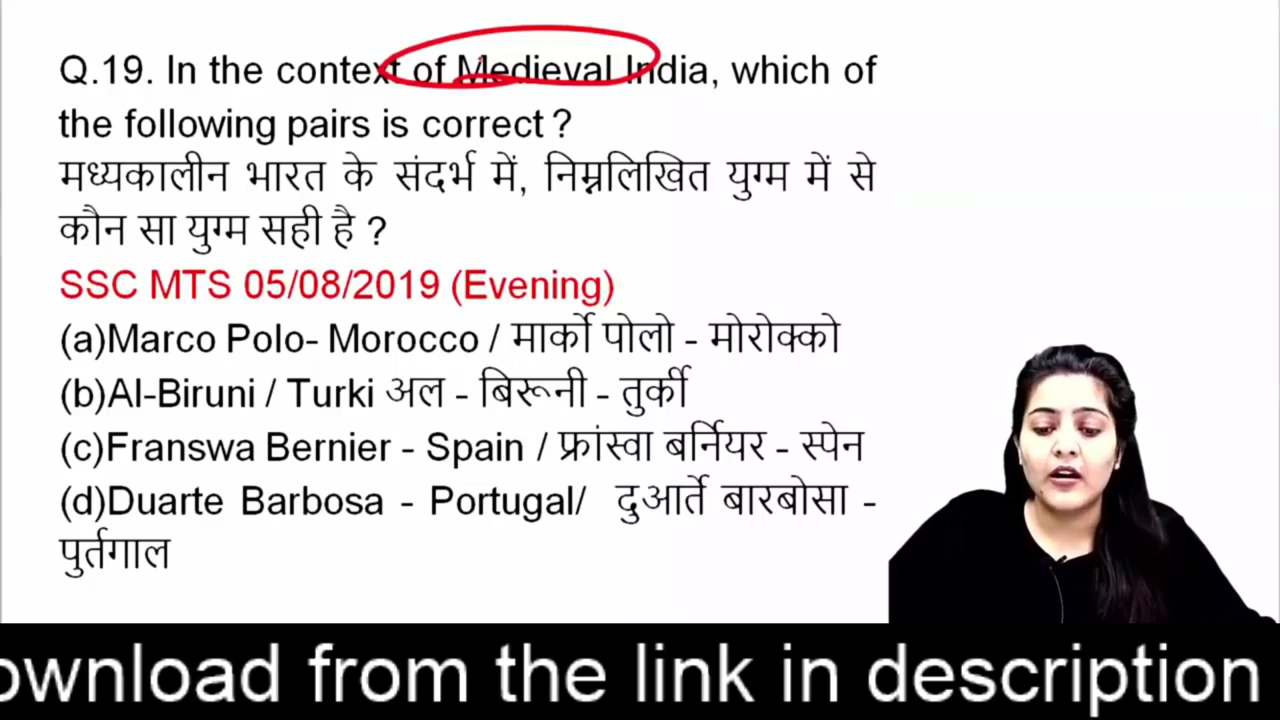 Q.19. In the context of Medieval India, which of
the following pairs is correct ?
मध्यकालीन भारत के संदर्भ में, निम्नलिखित युग्म में से
कौन सा युग्म सही है ?
SSC MTS 05/08/2019 (Evening)
(a)Marco Polo- Morocco / मार्को पोलो - मोरोक्को
(b)Al-Biruni / Turki अल - बिरूनी - तुर्की
(c)Franswa Bernier - Spain / फ्रांस्वा बर्नियर - स्पेन
(d)Duarte Barbosa - Portugal/ दुआर्ते बारबोसा -
पुर्तगाल
ownload from the link in description